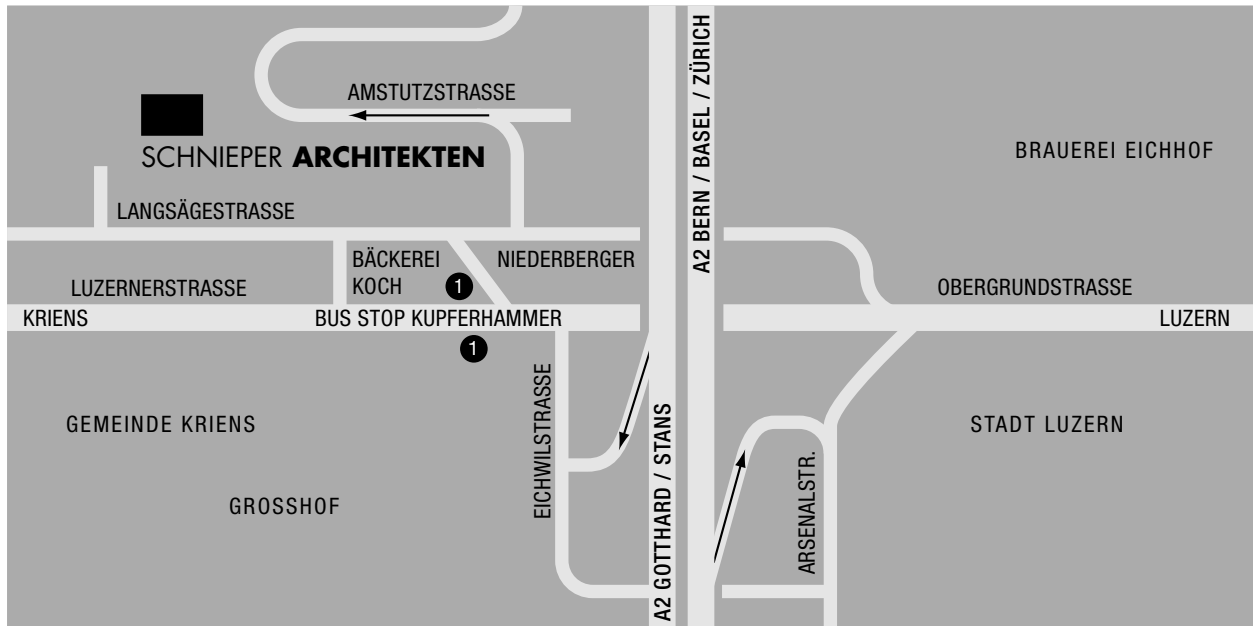 A2 BERN / BASEL / ZÜRICH
AMSTUTZSTRASSE
BRAUEREI EICHHOF
SCHNIEPER ARCHITEKTEN
LANGSÄGESTRASSE
BÄCKEREI
KOCH
NIEDERBERGER
1
LUZERNERSTRASSE
OBERGRUNDSTRASSE
KRIENS
BUS STOP KUPFERHAMMER
LUZERN
1
EICHWILSTRASSE
A2 GOTTHARD / STANS
GEMEINDE KRIENS
STADT LUZERN
ARSENALSTR.
GROSSHOF